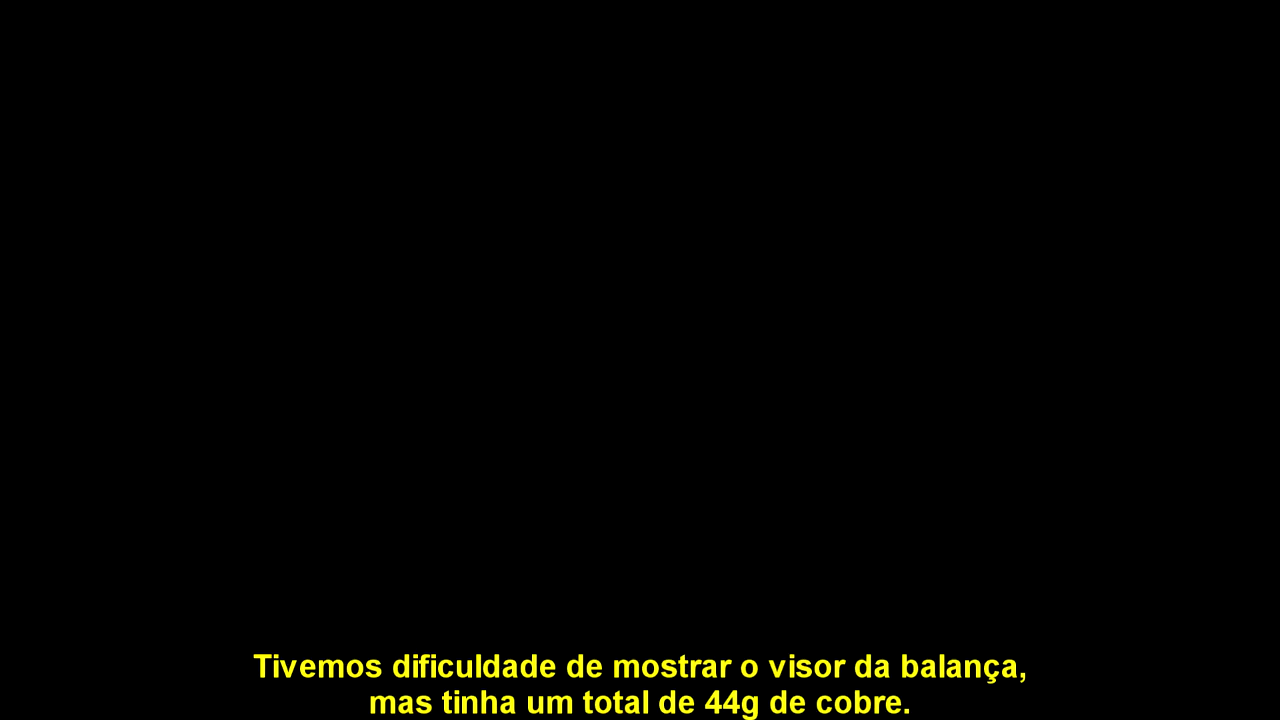 Tivemos dificuldade de mostrar o visor da balança,
mas tinha um total de 44g de cobre.